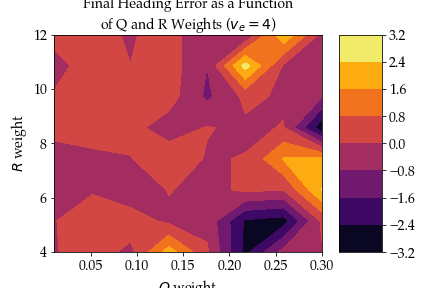 Final Heading Error as a Function
of Q and R Weights (vₑ = 4)
12
10
8
6
4
R weight
0.05 0.10 0.15 0.20 0.25 0.30
Q weight
3.2
2.4
1.6
0.8
0.0
−0.8
−1.6
−2.4
−3.2